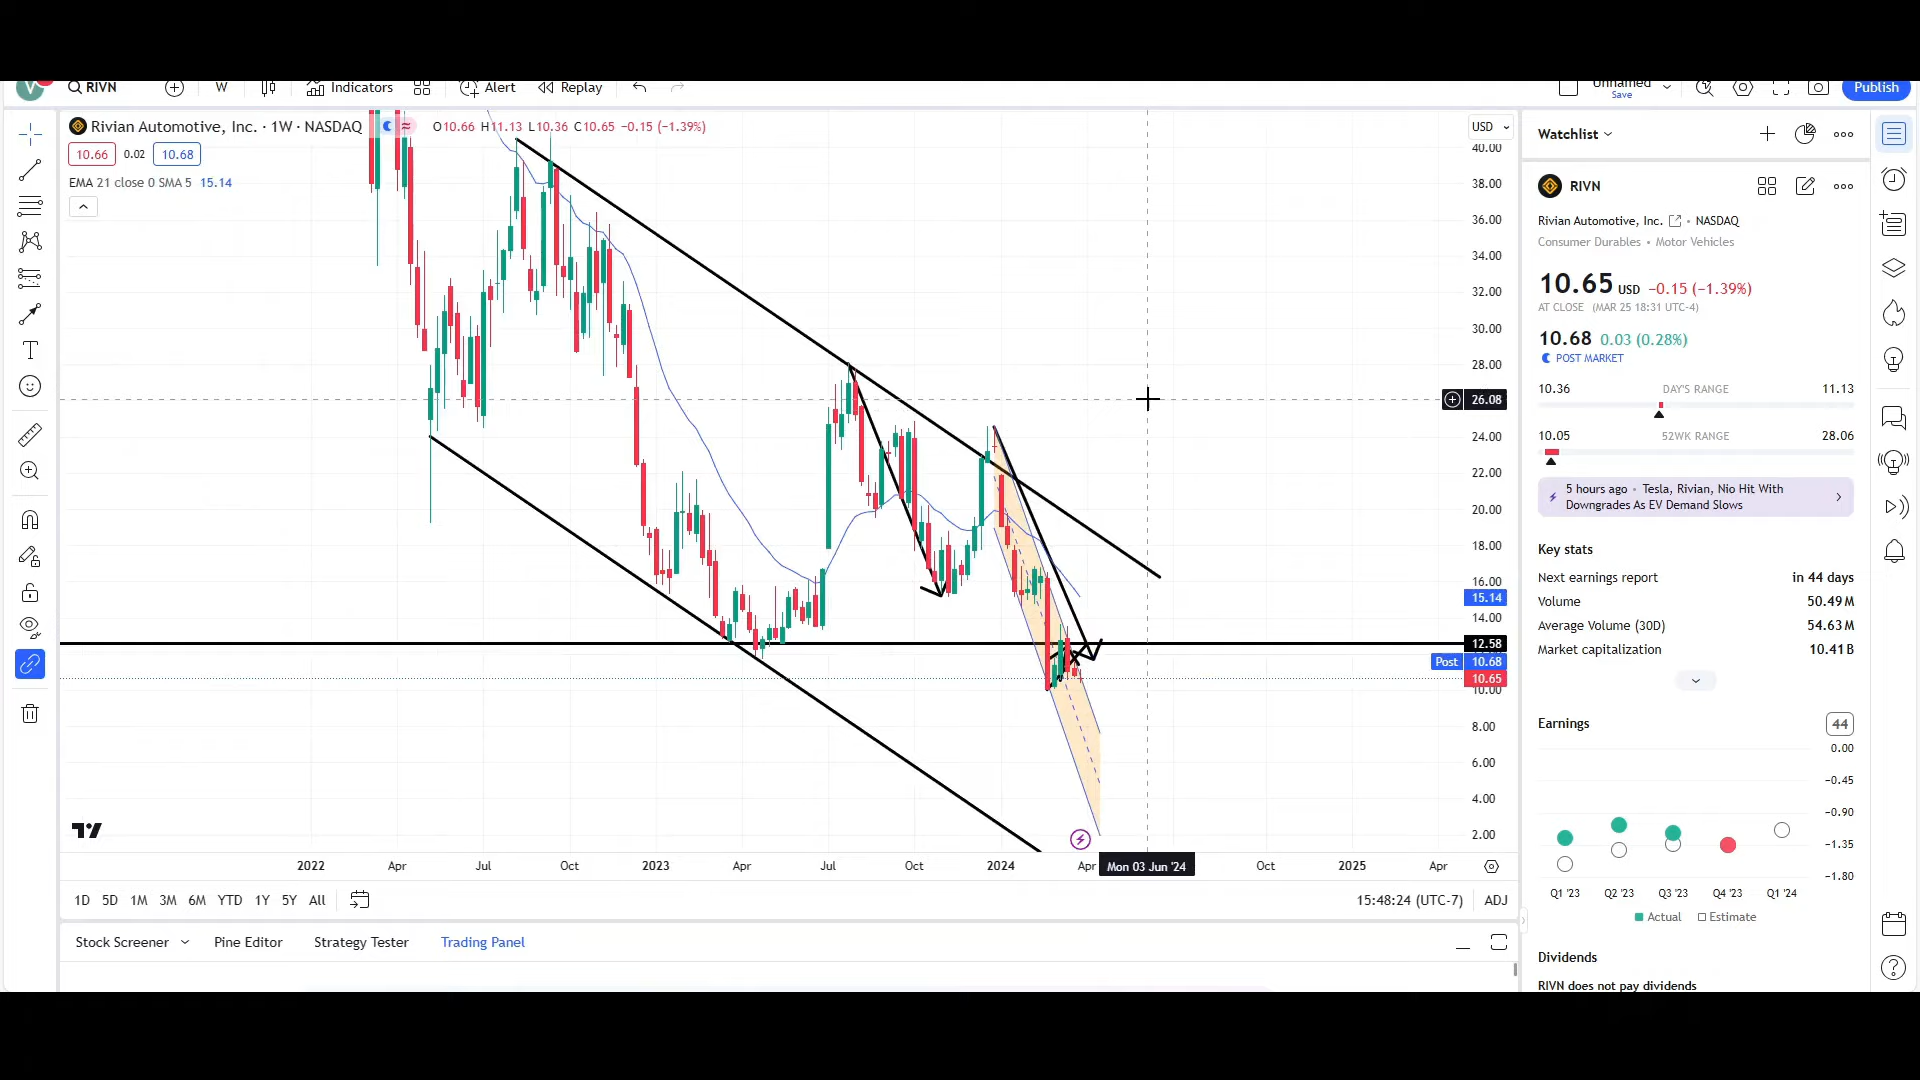 V RIVN W Indicators Alert Replay Unnamed Save Publish
Rivian Automotive, Inc. · 1W · NASDAQ O10.66 H11.13 L10.36 C10.65 −0.15 (−1.39%)
10.66 0.02 10.68
EMA 21 close 0 SMA 5 15.14
USD
40.00
38.00
36.00
34.00
32.00
30.00
28.00
26.08
24.00
22.00
20.00
18.00
16.00
15.14
14.00
12.58
Post 10.68
10.65
10.00
8.00
6.00
4.00
2.00
2022 Apr Jul Oct 2023 Apr Jul Oct 2024 Apr Mon 03 Jun '24 Oct 2025 Apr
1D 5D 1M 3M 6M YTD 1Y 5Y All 15:48:24 (UTC-7) ADJ
Stock Screener Pine Editor Strategy Tester Trading Panel
Watchlist
RIVN
Rivian Automotive, Inc. • NASDAQ
Consumer Durables • Motor Vehicles
10.65 USD −0.15 (−1.39%)
AT CLOSE (MAR 25 18:31 UTC-4)
10.68 0.03 (0.28%)
POST MARKET
10.36 DAY'S RANGE 11.13
10.05 52WK RANGE 28.06
5 hours ago • Tesla, Rivian, Nio Hit With
Downgrades As EV Demand Slows
Key stats
Next earnings report in 44 days
Volume 50.49M
Average Volume (30D) 54.63M
Market capitalization 10.41B
Earnings 44
0.00
−0.45
−0.90
−1.35
−1.80
Q1 '23 Q2 '23 Q3 '23 Q4 '23 Q1 '24
Actual Estimate
Dividends
RIVN does not pay dividends